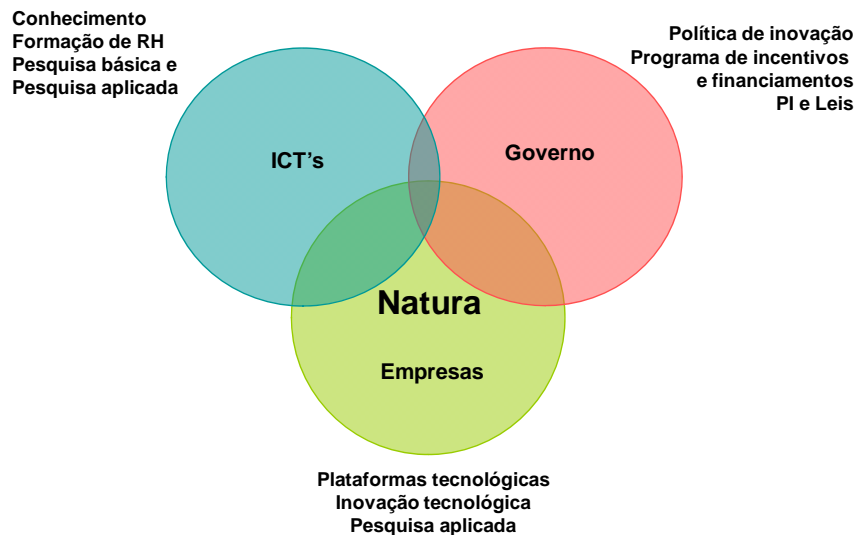 Conhecimento
Formação de RH
Pesquisa básica e
Pesquisa aplicada
Política de inovação
Programa de incentivos
e financiamentos
PI e Leis
ICT's
Governo
Natura
Empresas
Plataformas tecnológicas
Inovação tecnológica
Pesquisa aplicada